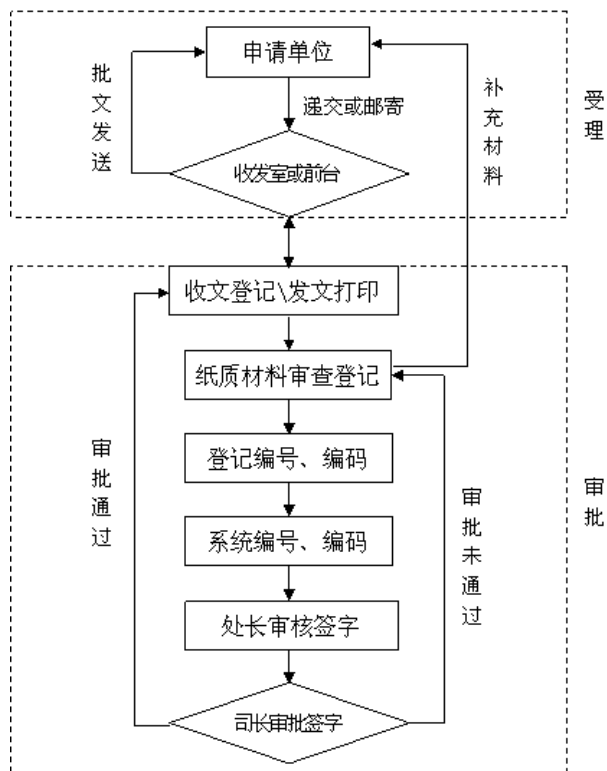 申请单位
批文发送
递交或邮寄
补充材料
受理
收发室或前台
收文登记\发文打印
纸质材料审查登记
登记编号、编码
审批通过
审批未通过
审批
系统编号、编码
处长审核签字
司长审批签字